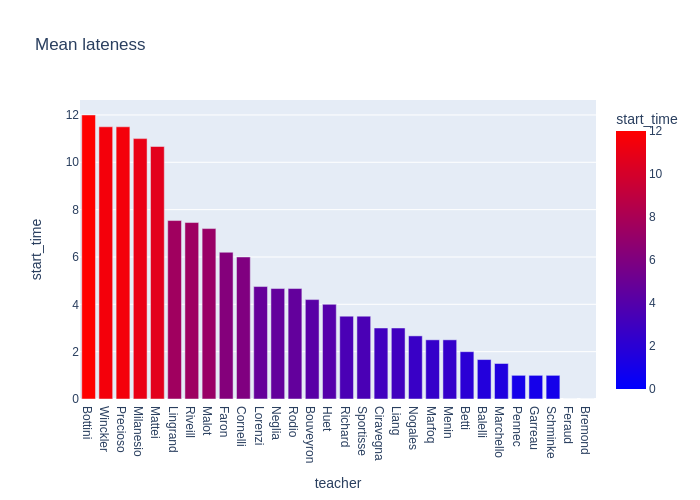 Mean lateness
start_time
12
10
8
6
4
2
0
start_time
12
10
8
6
4
2
0
Bottini
Winckler
Precioso
Milanesio
Mattei
Lingrand
Riveill
Malot
Faron
Cornelli
Lorenzi
Neglia
Rodio
Bouveyron
Huet
Richard
Sportisse
Ciravegna
Liang
Nogales
Marfoq
Menin
Betti
Balelli
Marchello
Pennec
Garreau
Schminke
Feraud
Bremond
teacher